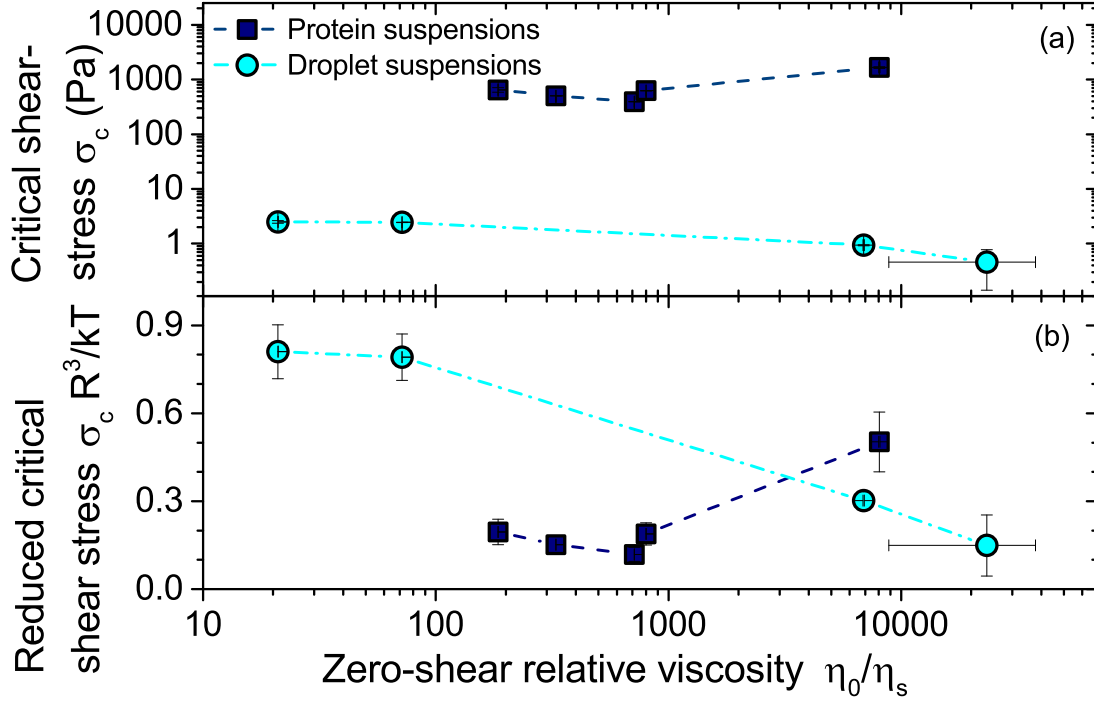 Critical shear-
stress σc (Pa)
10000
1000
100
10
1
Protein suspensions
Droplet suspensions
(a)
Reduced critical
shear stress σc R³/kT
0.9
0.6
0.3
0.0
(b)
10 100 1000 10000
Zero-shear relative viscosity η0/ηs